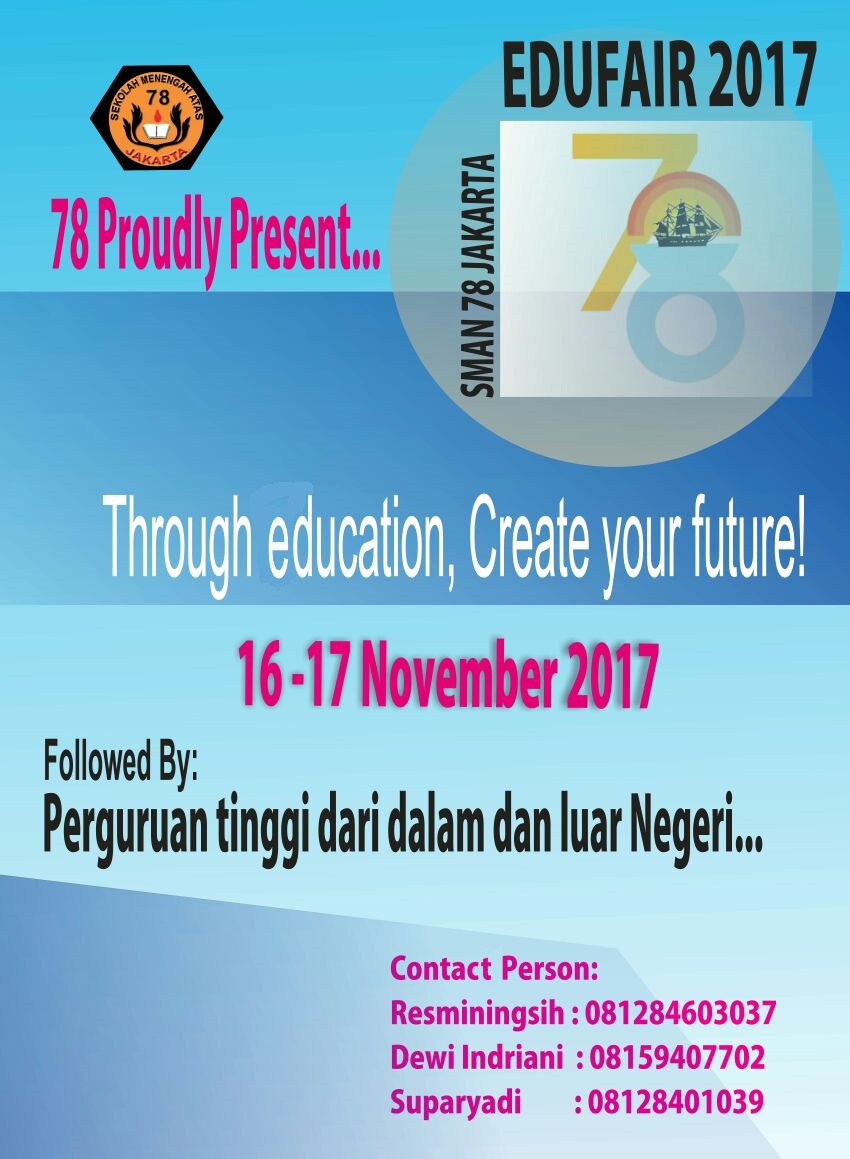 EDUFAIR 2017
SEKOLAH MENENGAH ATAS
78
JAKARTA
SMAN 78 JAKARTA
78
78 Proudly Present...
Through education, Create your future!
16 -17 November 2017
Followed By:
Perguruan tinggi dari dalam dan luar Negeri...
Contact Person:
Resminingsih : 081284603037
Dewi Indriani : 08159407702
Suparyadi : 08128401039